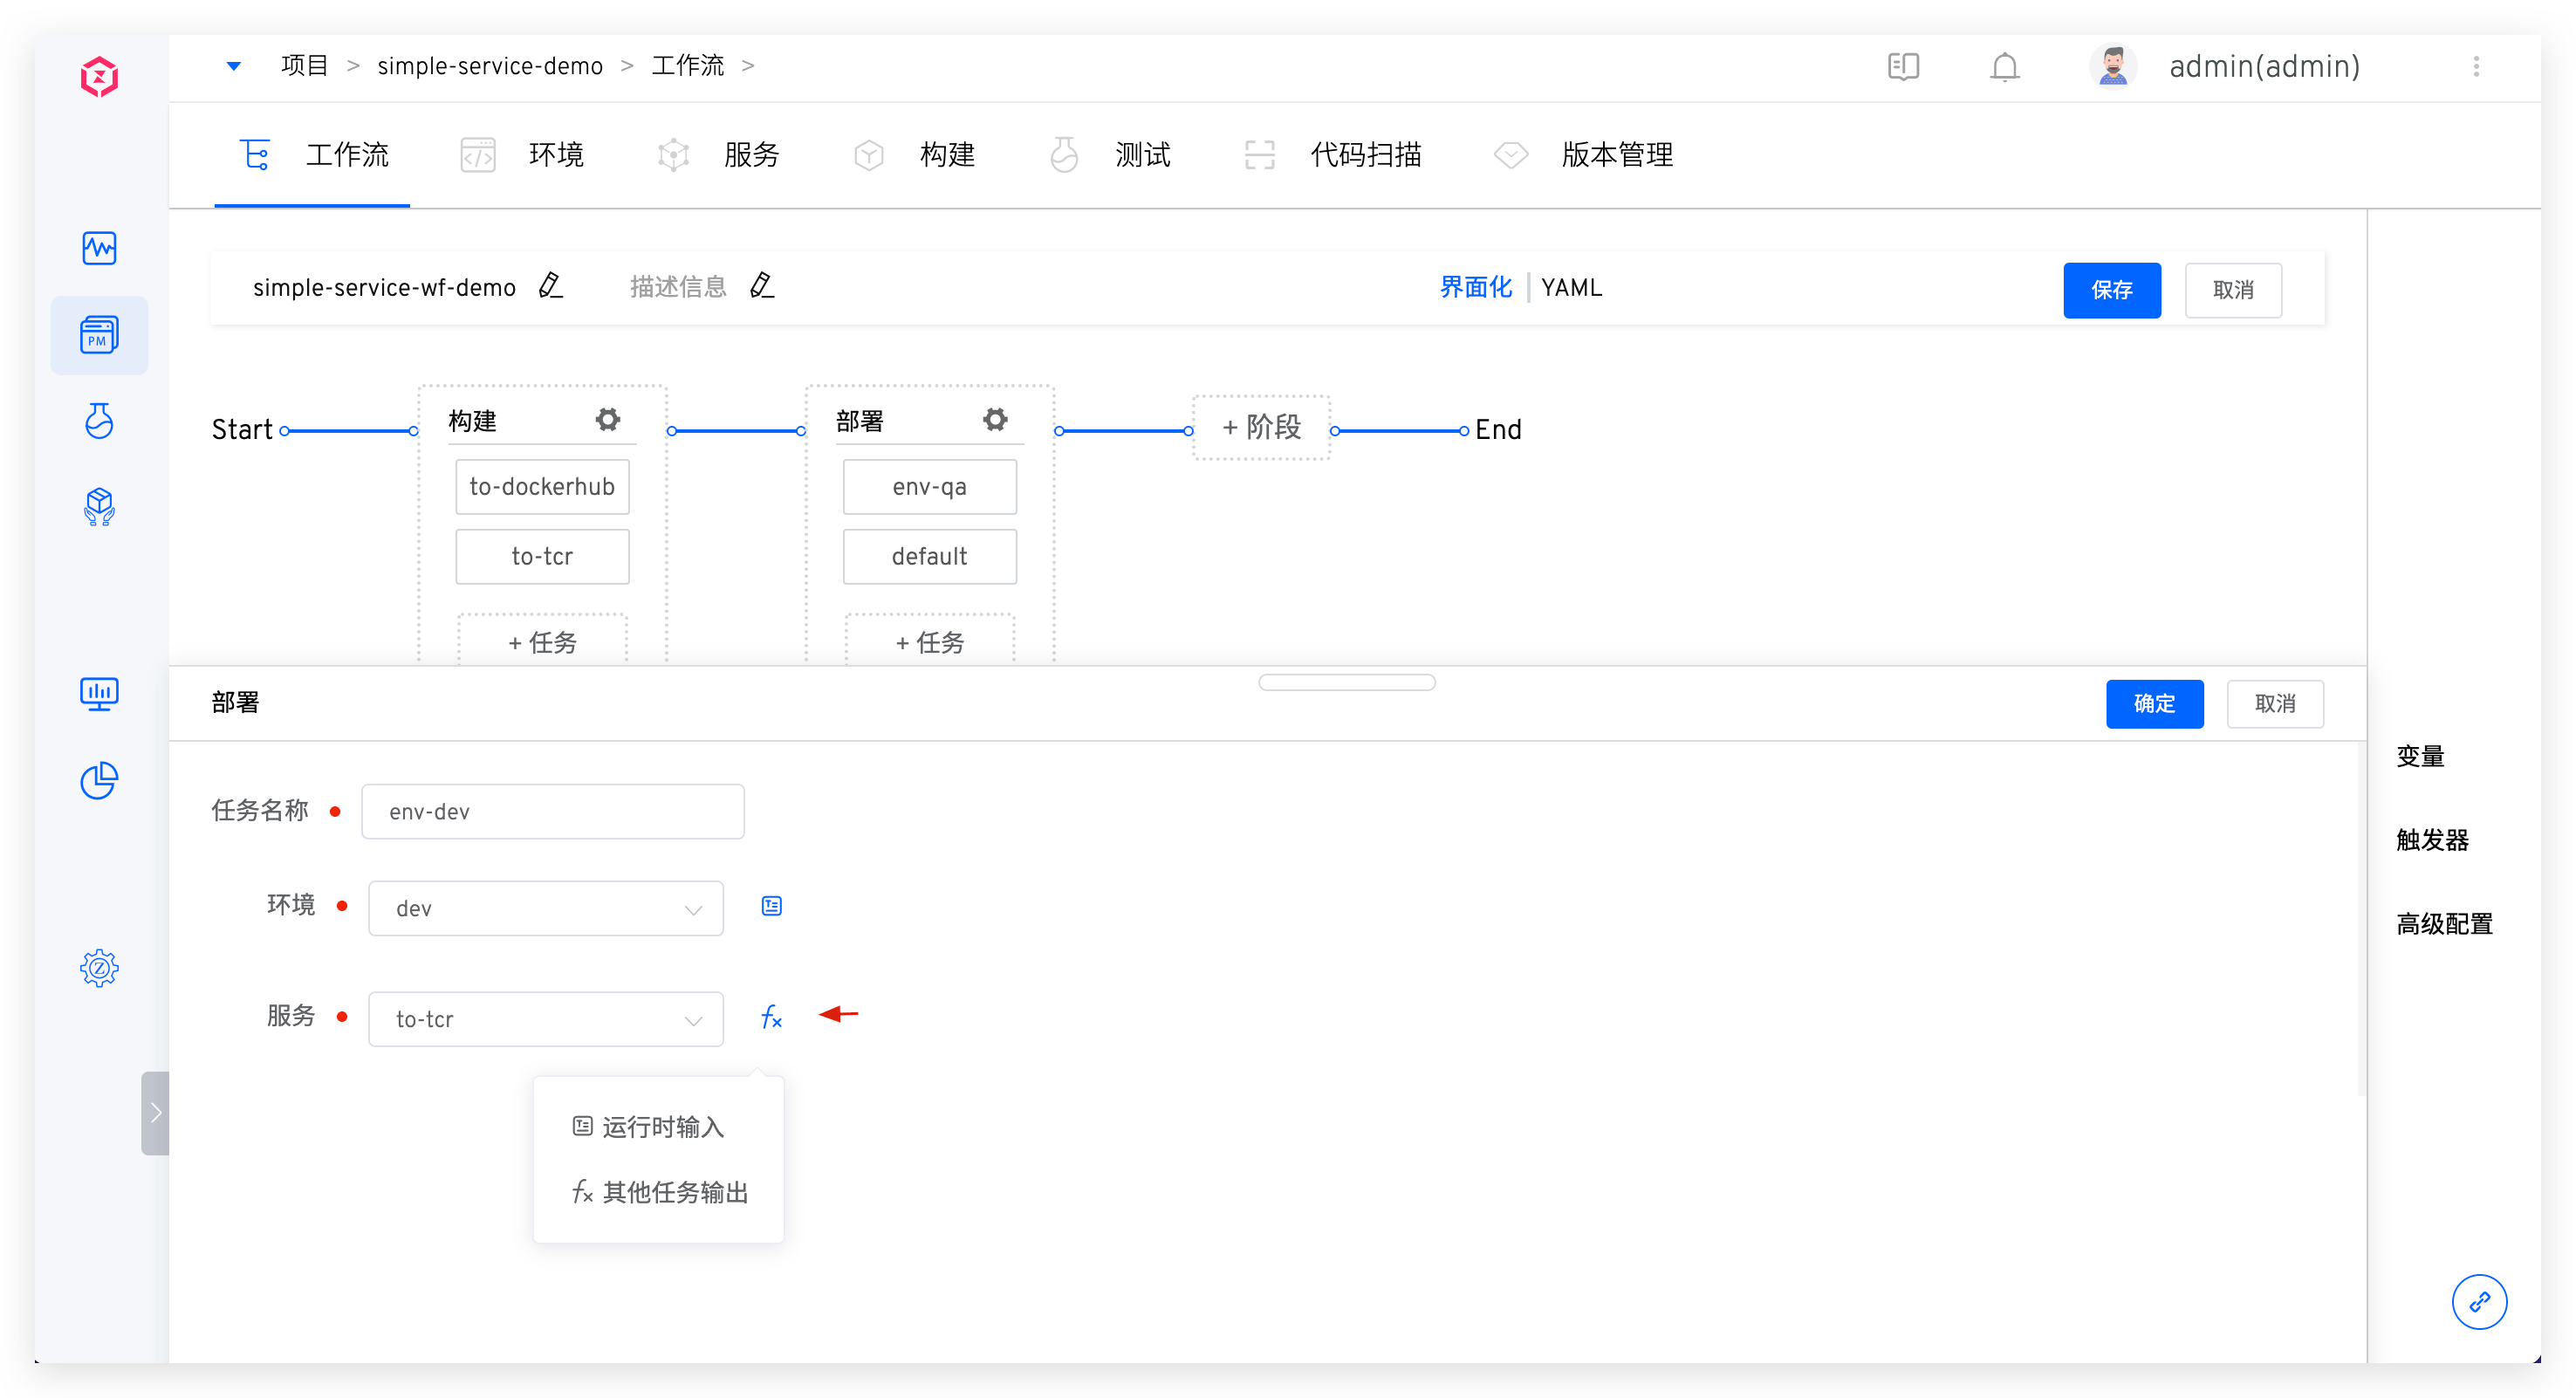 项目 > simple-service-demo > 工作流 >
admin(admin)
工作流 环境 服务 构建 测试 代码扫描 版本管理
PM
simple-service-wf-demo 描述信息 界面化 YAML 保存 取消
Start 构建 部署 + 阶段 End
to-dockerhub env-qa
to-tcr default
+ 任务 + 任务
部署 确定 取消
变量
触发器
高级配置
任务名称 env-dev
环境 dev
服务 to-tcr fx
运行时输入
fx 其他任务输出
Z